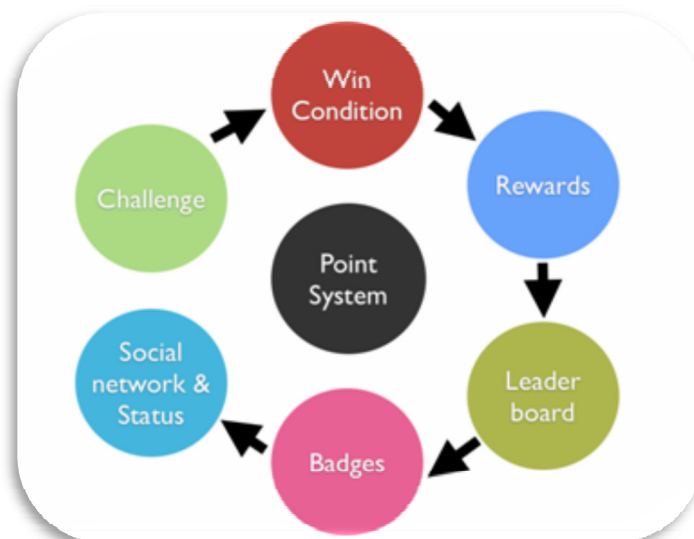 Win
Condition
Challenge
Rewards
Point
System
Social
network &
Status
Leader
board
Badges